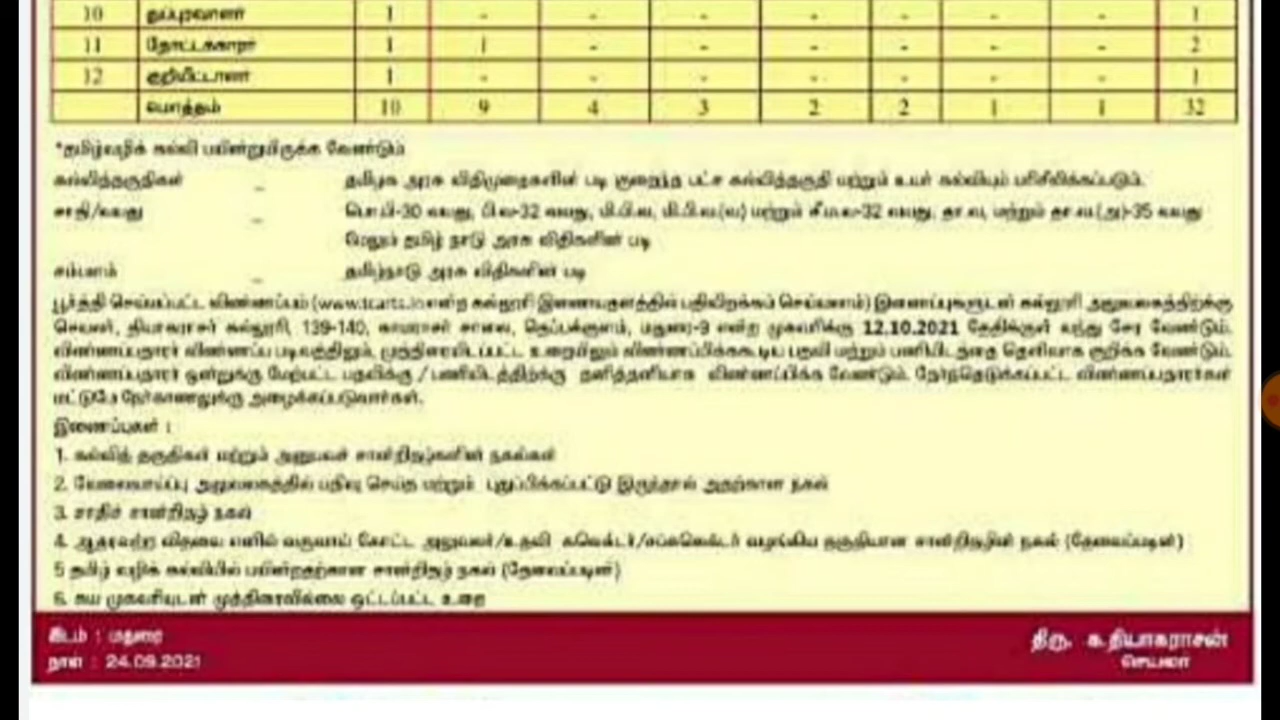 10 துப்புரவாளர் 1 - - - - - - - 1
11 தோட்டக்காரர் 1 1 - - - - - - 2
12 குறியீட்டாளர் 1 - - - - - - - 1
மொத்தம் 10 9 4 3 2 2 1 1 32
*தமிழ்வழிக் கல்வி பயின்றுயிருக்க வேண்டும்
கல்வித்தகுதிகள் - தமிழக அரசு விதிமுறைகளின் படி குறைந்த பட்ச கல்வித்தகுதி மற்றும் உயர் கல்வியும் பரிசீலிக்கப்படும்.
சாதி/வயது - பொ.பி-30 வயது, பி.வ-32 வயது, மி.பி.வ, பி.பி.வ.(வ) மற்றும் சீ.ம.வ-32 வயது, தா.வ, மற்றும் தா.வ.(அ)-35 வயது
மேலும் தமிழ் நாடு அரசு விதிகளின் படி
சம்பளம் - தமிழ்நாடு அரசு விதிகளின் படி
பூர்த்தி செய்யப்பட்ட விண்ணப்பம் (www.tcarts.in என்ற கல்லூரி இணையதளத்தில் பதிவிறக்கம் செய்யலாம்) இணைப்புகளுடன் கல்லூரி அலுவலகத்திற்கு
செயலர், தியாகராசர் கல்லூரி, 139-140, காமராசர் சாலை, தெப்பக்குளம், மதுரை-9 என்ற முகவரிக்கு 12.10.2021 தேதிக்குள் வந்து சேர வேண்டும்.
விண்ணப்பதாரர் விண்ணப்ப படிவத்திலும், முத்திரையிடப்பட்ட உறையிலும் விண்ணப்பிக்ககூடிய பதவி மற்றும் பணியிடத்தை தெளிவாக குறிக்க வேண்டும்.
விண்ணப்பதாரர் ஒன்றுக்கு மேற்பட்ட பதவிக்கு / பணியிடத்திற்கு தனித்தனியாக விண்ணப்பிக்க வேண்டும். தேர்ந்தெடுக்கப்பட்ட விண்ணப்பதாரர்கள்
மட்டுமே நேர்காணலுக்கு அழைக்கப்படுவார்கள்.
இணைப்புகள் :
1. கல்வித் தகுதிகள் மற்றும் அனுபவச் சான்றிதழ்களின் நகல்கள்
2. வேலைவாய்ப்பு அலுவலகத்தில் பதிவு செய்த மற்றும் புதுப்பிக்கப்பட்டு இருந்தால் அதற்கான நகல்
3. சாதிச் சான்றிதழ் நகல்
4. ஆதரவற்ற விதவை எனில் வருவாய் கோட்ட அலுவலர்/உதவி கலெக்டர்/சப்கலெக்டர் வழங்கிய தகுதியான சான்றிதழின் நகல் (தேவைப்படின்)
5 தமிழ் வழிக் கல்வியில் பயின்றதற்கான சான்றிதழ் நகல் (தேவைப்படின்)
6. சுய முகவரியுடன் முத்திரைவில்லை ஒட்டப்பட்ட உறை
இடம் : மதுரை
நாள் : 24.09.2021
திரு. க.தியாகராசன்
செயலர்